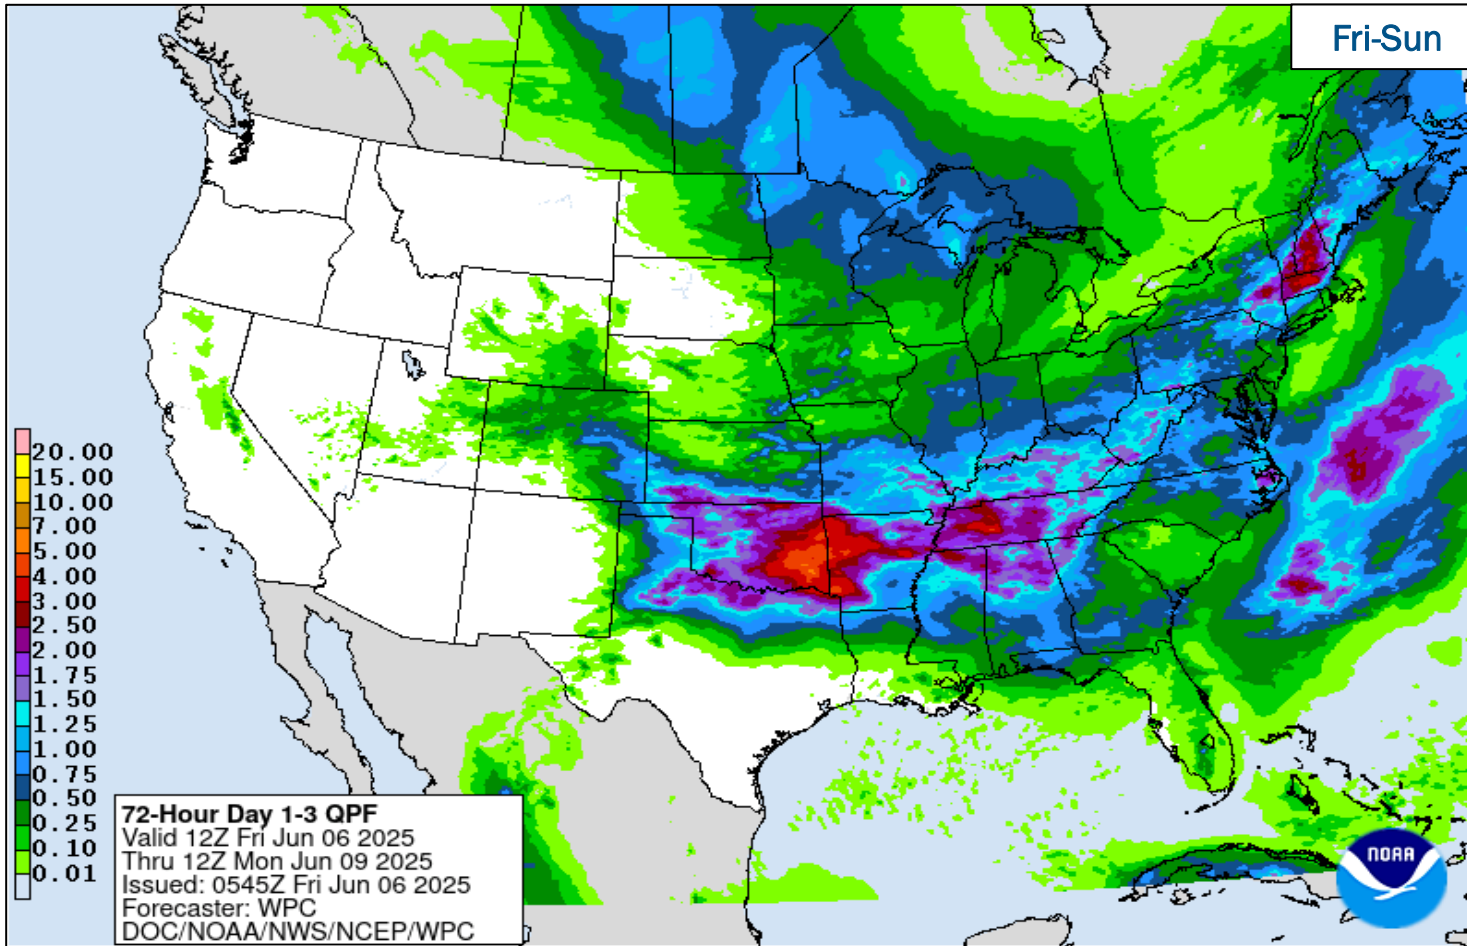 Fri-Sun
20.00
15.00
10.00
7.00
5.00
4.00
3.00
2.50
2.00
1.75
1.50
1.25
1.00
0.75
0.50
0.25
0.10
0.01
72-Hour Day 1-3 QPF
Valid 12Z Fri Jun 06 2025
Thru 12Z Mon Jun 09 2025
Issued: 0545Z Fri Jun 06 2025
Forecaster: WPC
DOC/NOAA/NWS/NCEP/WPC
NOAA